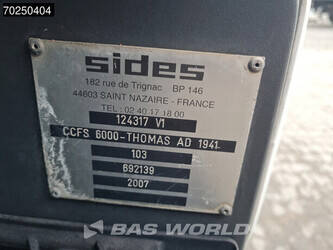 70250404
sides
182 rue de Trignac BP 146
44603 SAINT NAZAIRE - FRANCE
TEL. 02 40 17 18 00
124317 V1
CCFS 6000-THOMAS AD 1941-
103
692139
2007
BAS WORLD